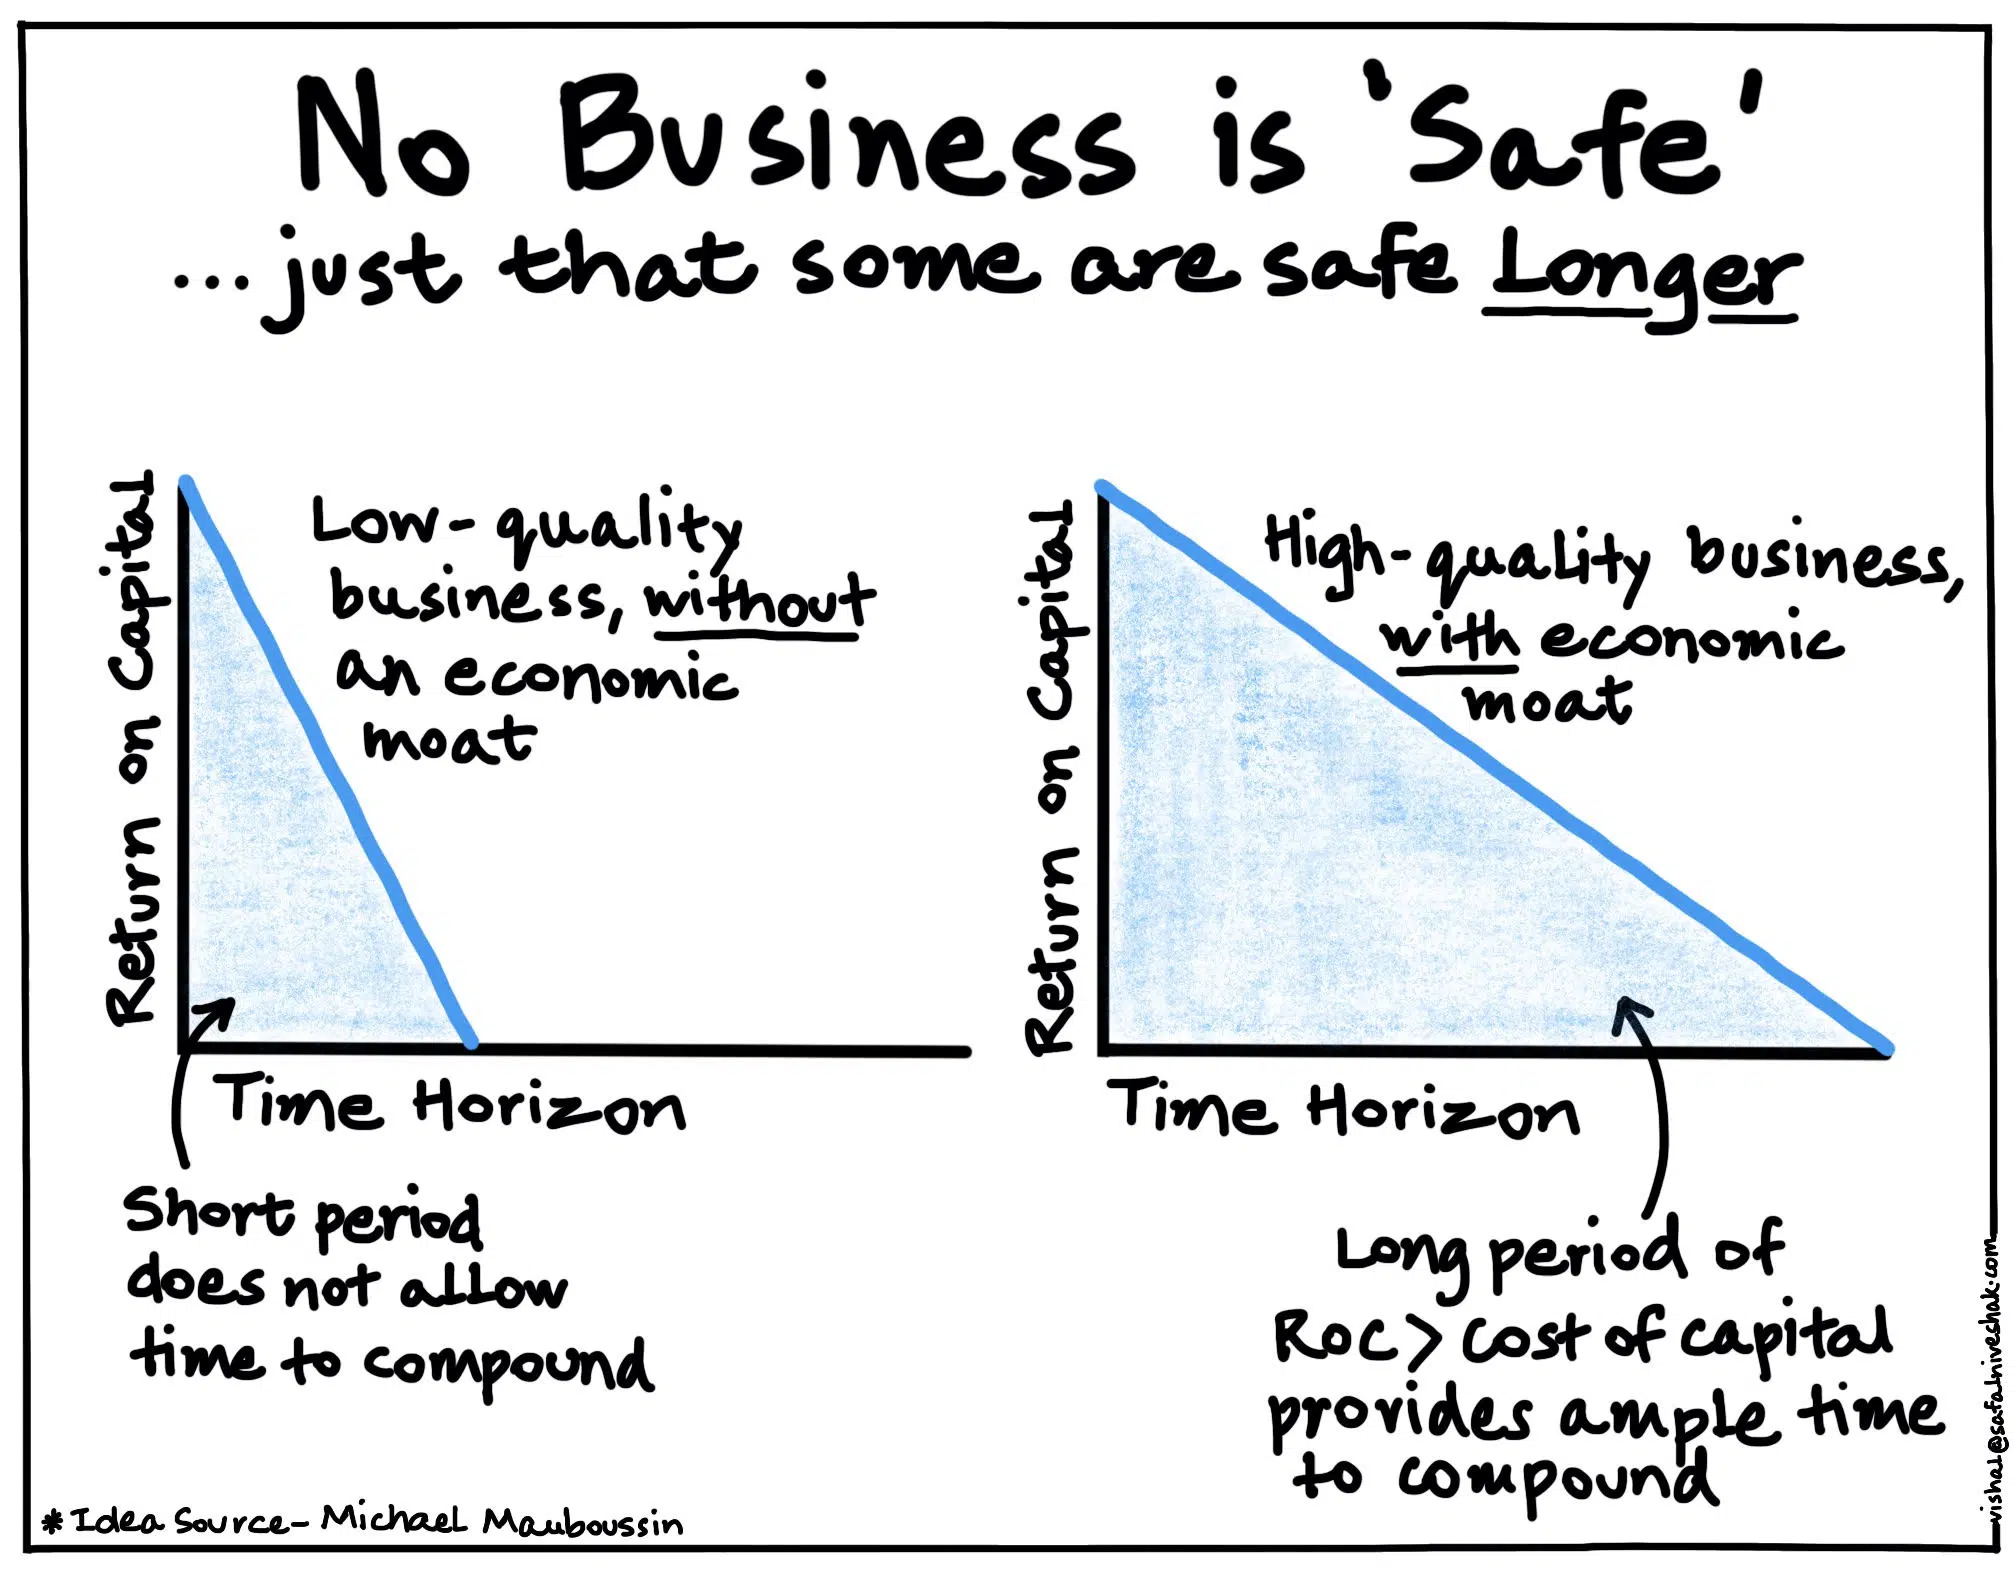 No Business is 'Safe'
...just that some are safe Longer
Return on Capital
Low-quality
business, without
an economic
moat
Time Horizon
Short period
does not allow
time to compound
Return on Capital
High-quality business,
with economic
moat
Time Horizon
Long period of
ROC > cost of capital
provides ample time
to compound
* Idea Source- Michael Mauboussin
vishal@safalniveshak.com